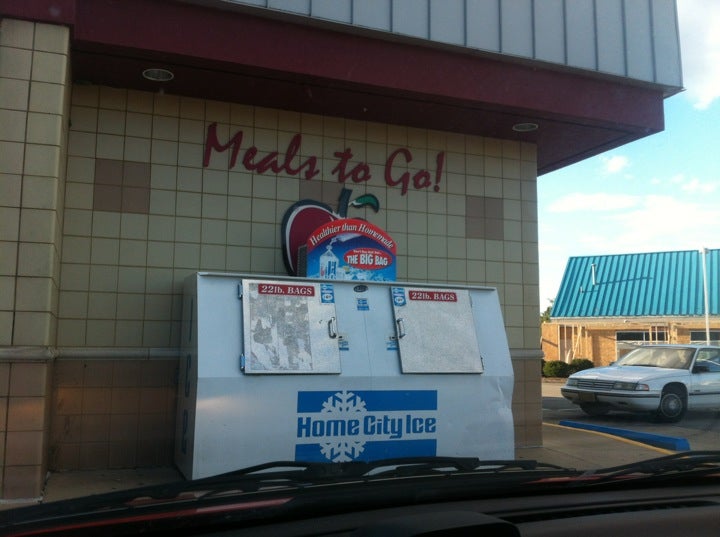 Meals to Go!
Healthier than Homemade
THE BIG BAG
22lb. BAGS
22lb. BAGS
Home City Ice